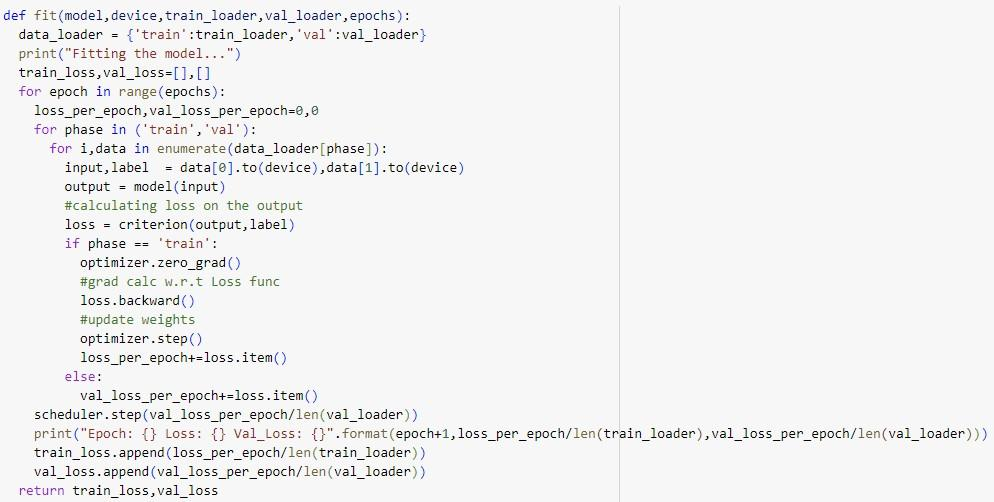 def fit(model,device,train_loader,val_loader,epochs):
  data_loader = {'train':train_loader,'val':val_loader}
  print("Fitting the model...")
  train_loss,val_loss=[],[]
  for epoch in range(epochs):
    loss_per_epoch,val_loss_per_epoch=0,0
    for phase in ('train','val'):
      for i,data in enumerate(data_loader[phase]):
        input,label  = data[0].to(device),data[1].to(device)
        output = model(input)
        #calculating loss on the output
        loss = criterion(output,label)
        if phase == 'train':
          optimizer.zero_grad()
          #grad calc w.r.t Loss func
          loss.backward()
          #update weights
          optimizer.step()
          loss_per_epoch+=loss.item()
        else:
          val_loss_per_epoch+=loss.item()
    scheduler.step(val_loss_per_epoch/len(val_loader))
    print("Epoch: {} Loss: {} Val_Loss: {}".format(epoch+1,loss_per_epoch/len(train_loader),val_loss_per_epoch/len(val_loader)))
    train_loss.append(loss_per_epoch/len(train_loader))
    val_loss.append(val_loss_per_epoch/len(val_loader))
  return train_loss,val_loss